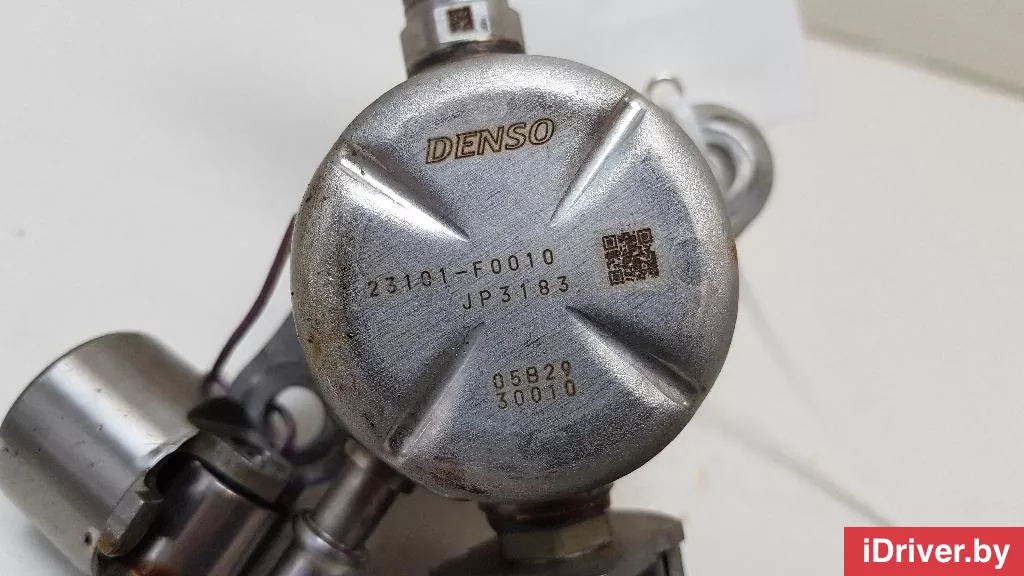 DENSO
23101-F0010
JP3183
05B29
30010
iDriver.by